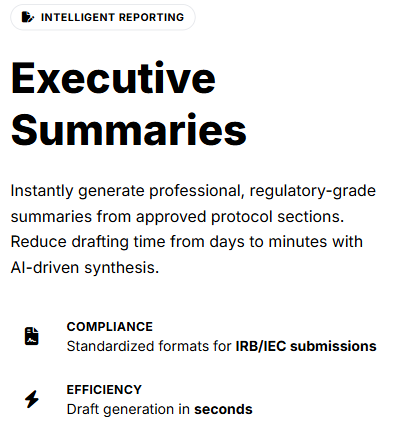 INTELLIGENT REPORTING
Executive
Summaries
Instantly generate professional, regulatory-grade
summaries from approved protocol sections.
Reduce drafting time from days to minutes with
AI-driven synthesis.
COMPLIANCE
Standardized formats for IRB/IEC submissions
EFFICIENCY
Draft generation in seconds